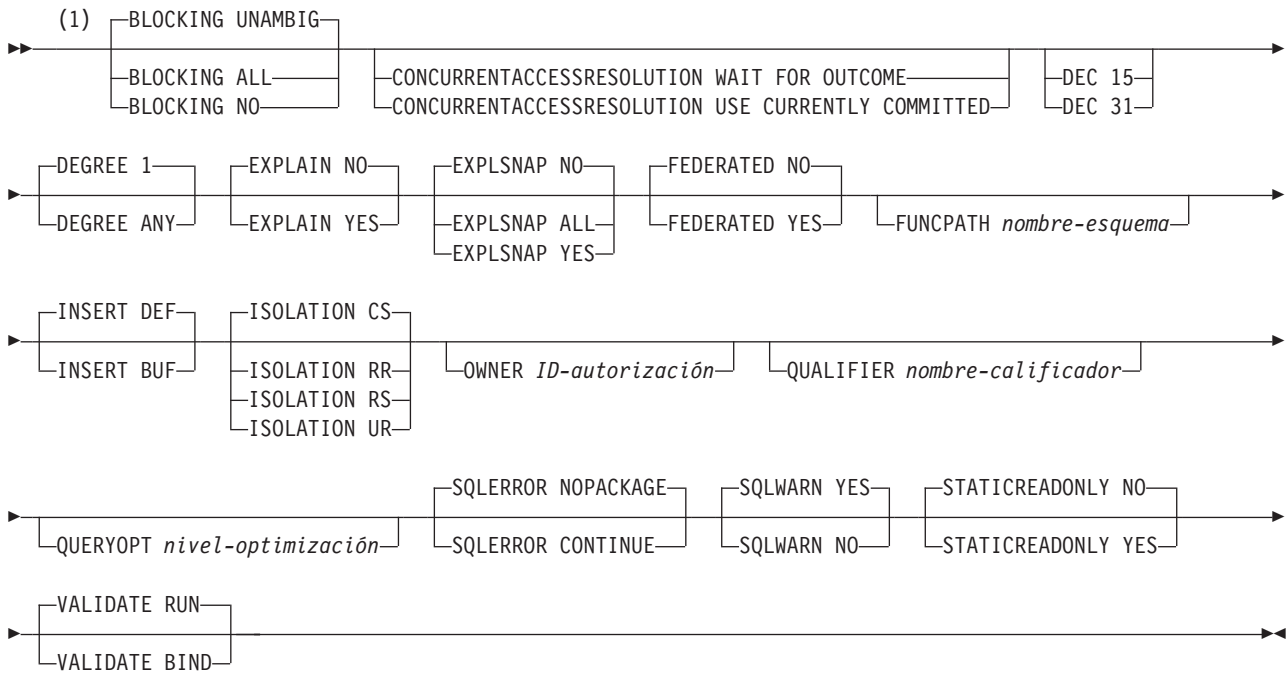 (1) BLOCKING UNAMBIG
BLOCKING ALL CONCURRENTACCESSRESOLUTION WAIT FOR OUTCOME DEC 15
BLOCKING NO CONCURRENTACCESSRESOLUTION USE CURRENTLY COMMITTED DEC 31
DEGREE 1 EXPLAIN NO EXPLSNAP NO FEDERATED NO
DEGREE ANY EXPLAIN YES EXPLSNAP ALL FEDERATED YES FUNCPATH nombre-esquema
EXPLSNAP YES
INSERT DEF ISOLATION CS
INSERT BUF ISOLATION RR OWNER ID-autorización QUALIFIER nombre-calificador
ISOLATION RS
ISOLATION UR
SQLERROR NOPACKAGE SQLWARN YES STATICREADONLY NO
QUERYOPT nivel-optimización SQLERROR CONTINUE SQLWARN NO STATICREADONLY YES
VALIDATE RUN
VALIDATE BIND